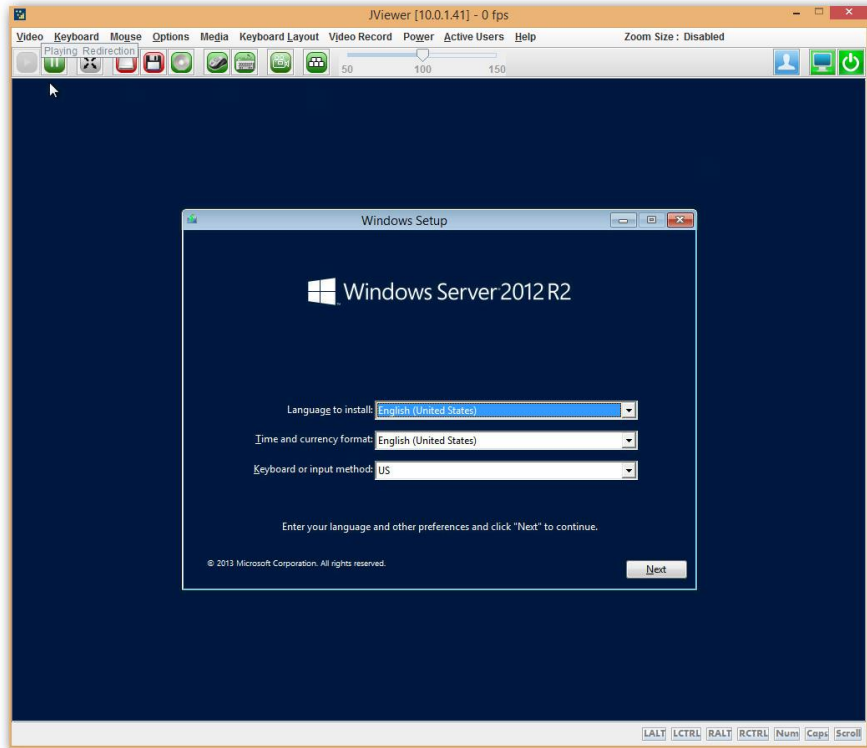 JViewer [10.0.1.41] - 0 fps
Video Keyboard Mouse Options Media Keyboard Layout Video Record Power Active Users Help Zoom Size : Disabled
Playing Redirection
50 100 150
Windows Setup
Windows Server 2012 R2
Language to install: English (United States)
Time and currency format: English (United States)
Keyboard or input method: US
Enter your language and other preferences and click "Next" to continue.
© 2013 Microsoft Corporation. All rights reserved.
Next
LALT LCTRL RALT RCTRL Num Caps Scroll